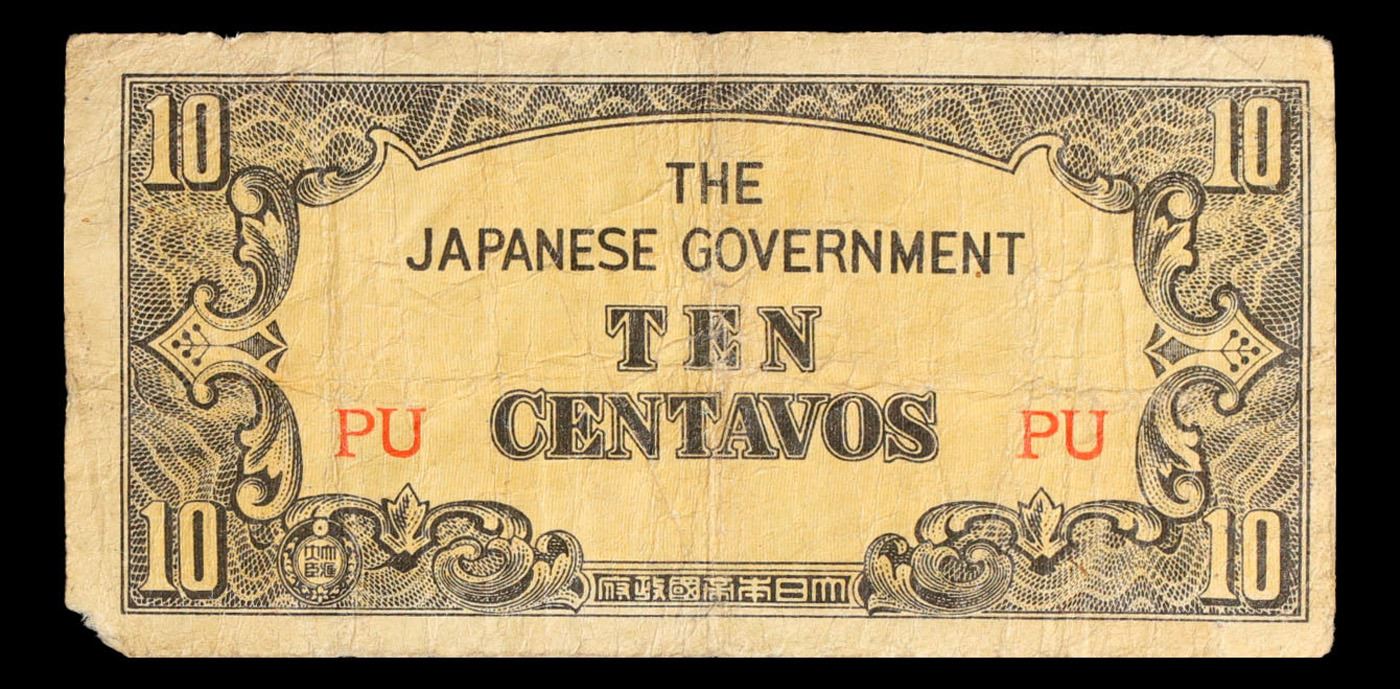 10 10
THE
JAPANESE GOVERNMENT
TEN
CENTAVOS
PU PU
10 10
大日本帝國政府